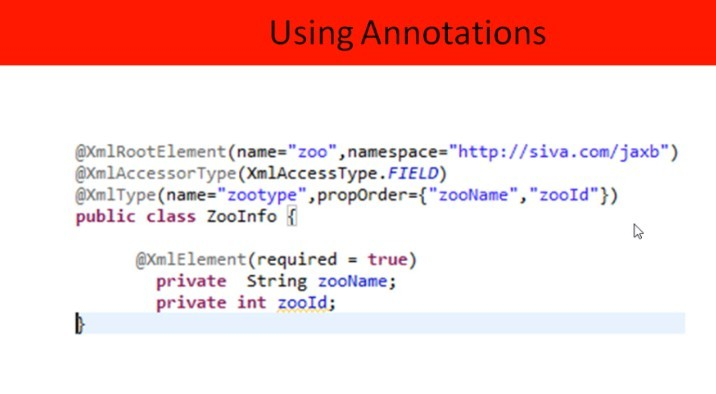 Using Annotations
@XmlRootElement(name="zoo",namespace="http://siva.com/jaxb")
@XmlAccessorType(XmlAccessType.FIELD)
@XmlType(name="zootype",propOrder={"zooName","zooId"})
public class ZooInfo {
@XmlElement(required = true)
private  String zooName;
private int zooId;
}